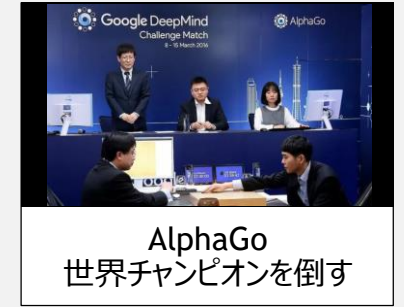 Google DeepMind
Challenge Match
8 - 15 March 2016
AlphaGo
AlphaGo
世界チャンピオンを倒す